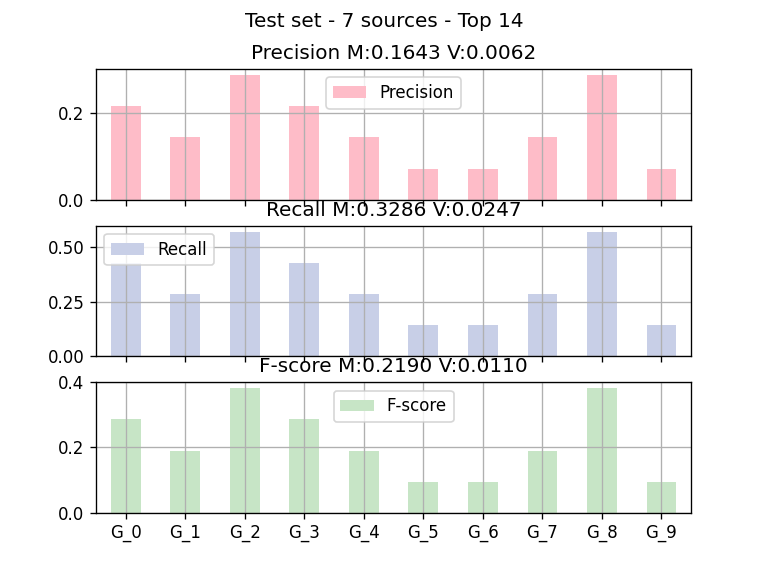 Test set - 7 sources - Top 14
Precision M:0.1643 V:0.0062
Precision
0.2
0.0
Recall M:0.3286 V:0.0247
Recall
0.50
0.25
0.00
F-score M:0.2190 V:0.0110
F-score
0.4
0.2
0.0
G_0 G_1 G_2 G_3 G_4 G_5 G_6 G_7 G_8 G_9